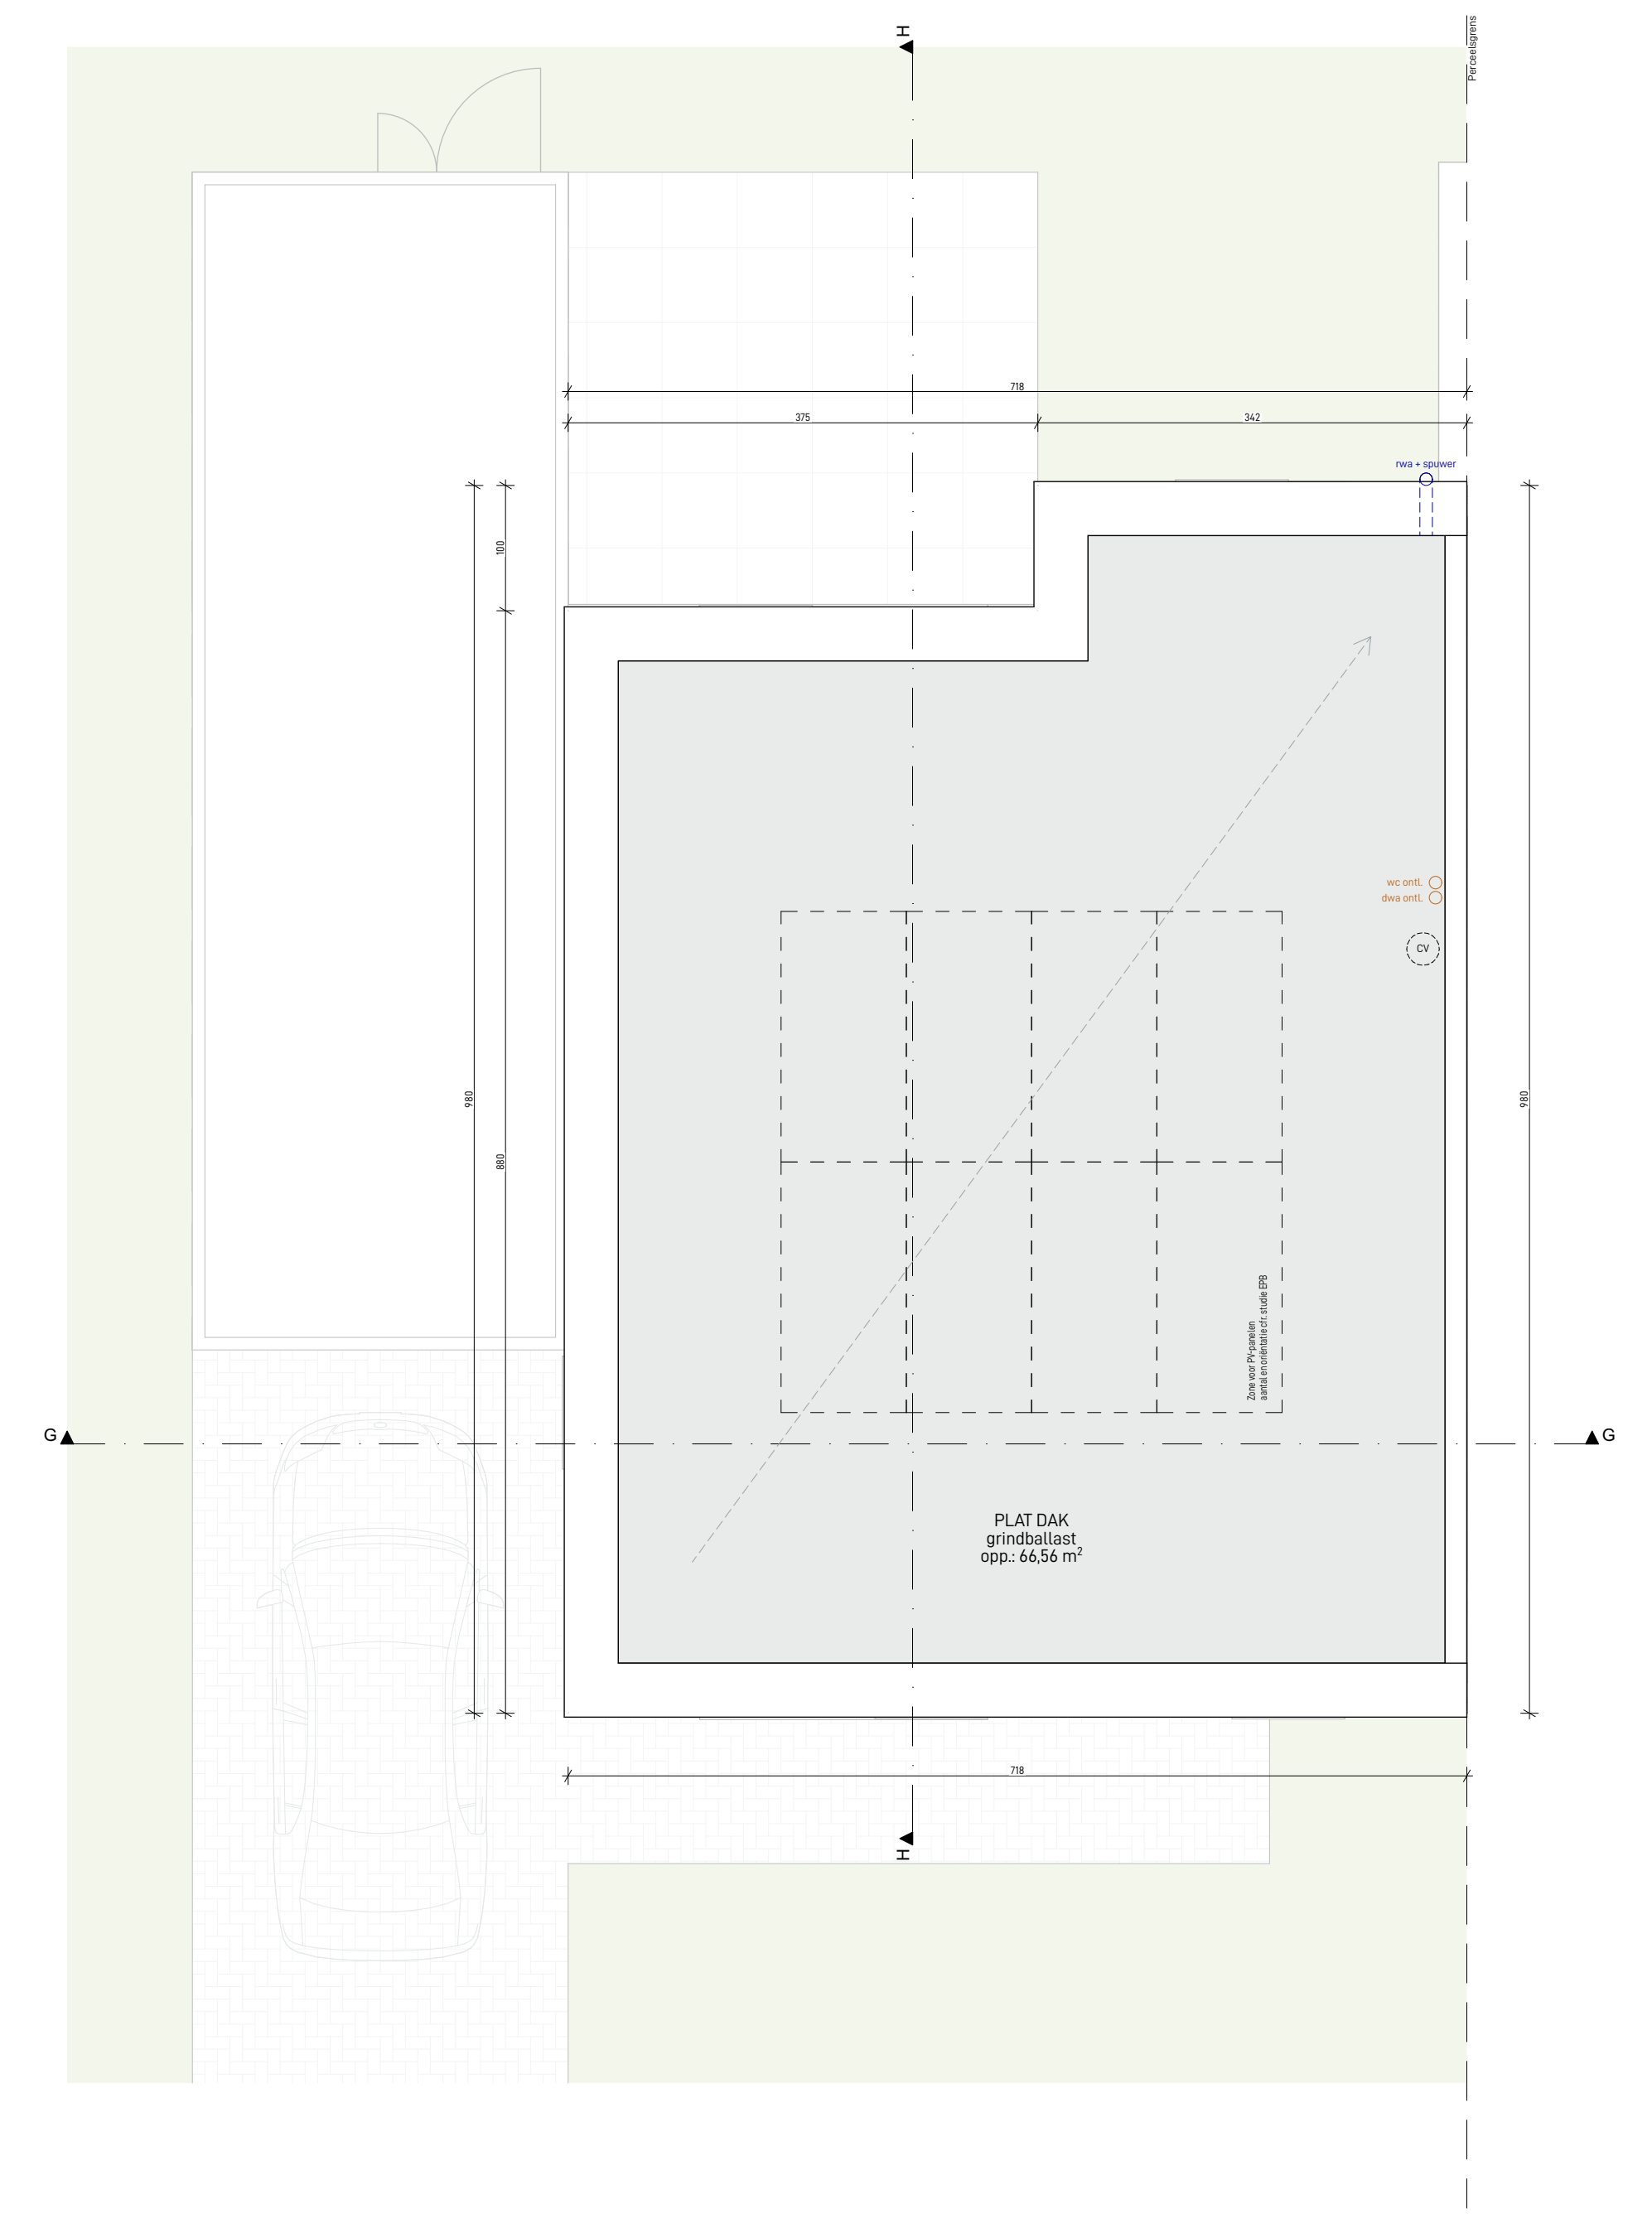 H
Perceelsgrens
718
375
342
rwa + spuwer
100
wc ontl.
dwa ontl.
CV
980
980
880
Zone voor PV-panelen
aantal en oriëntatie cfr. studie EPB
G
G
PLAT DAK
grindballast
opp.: 66,56 m²
718
H